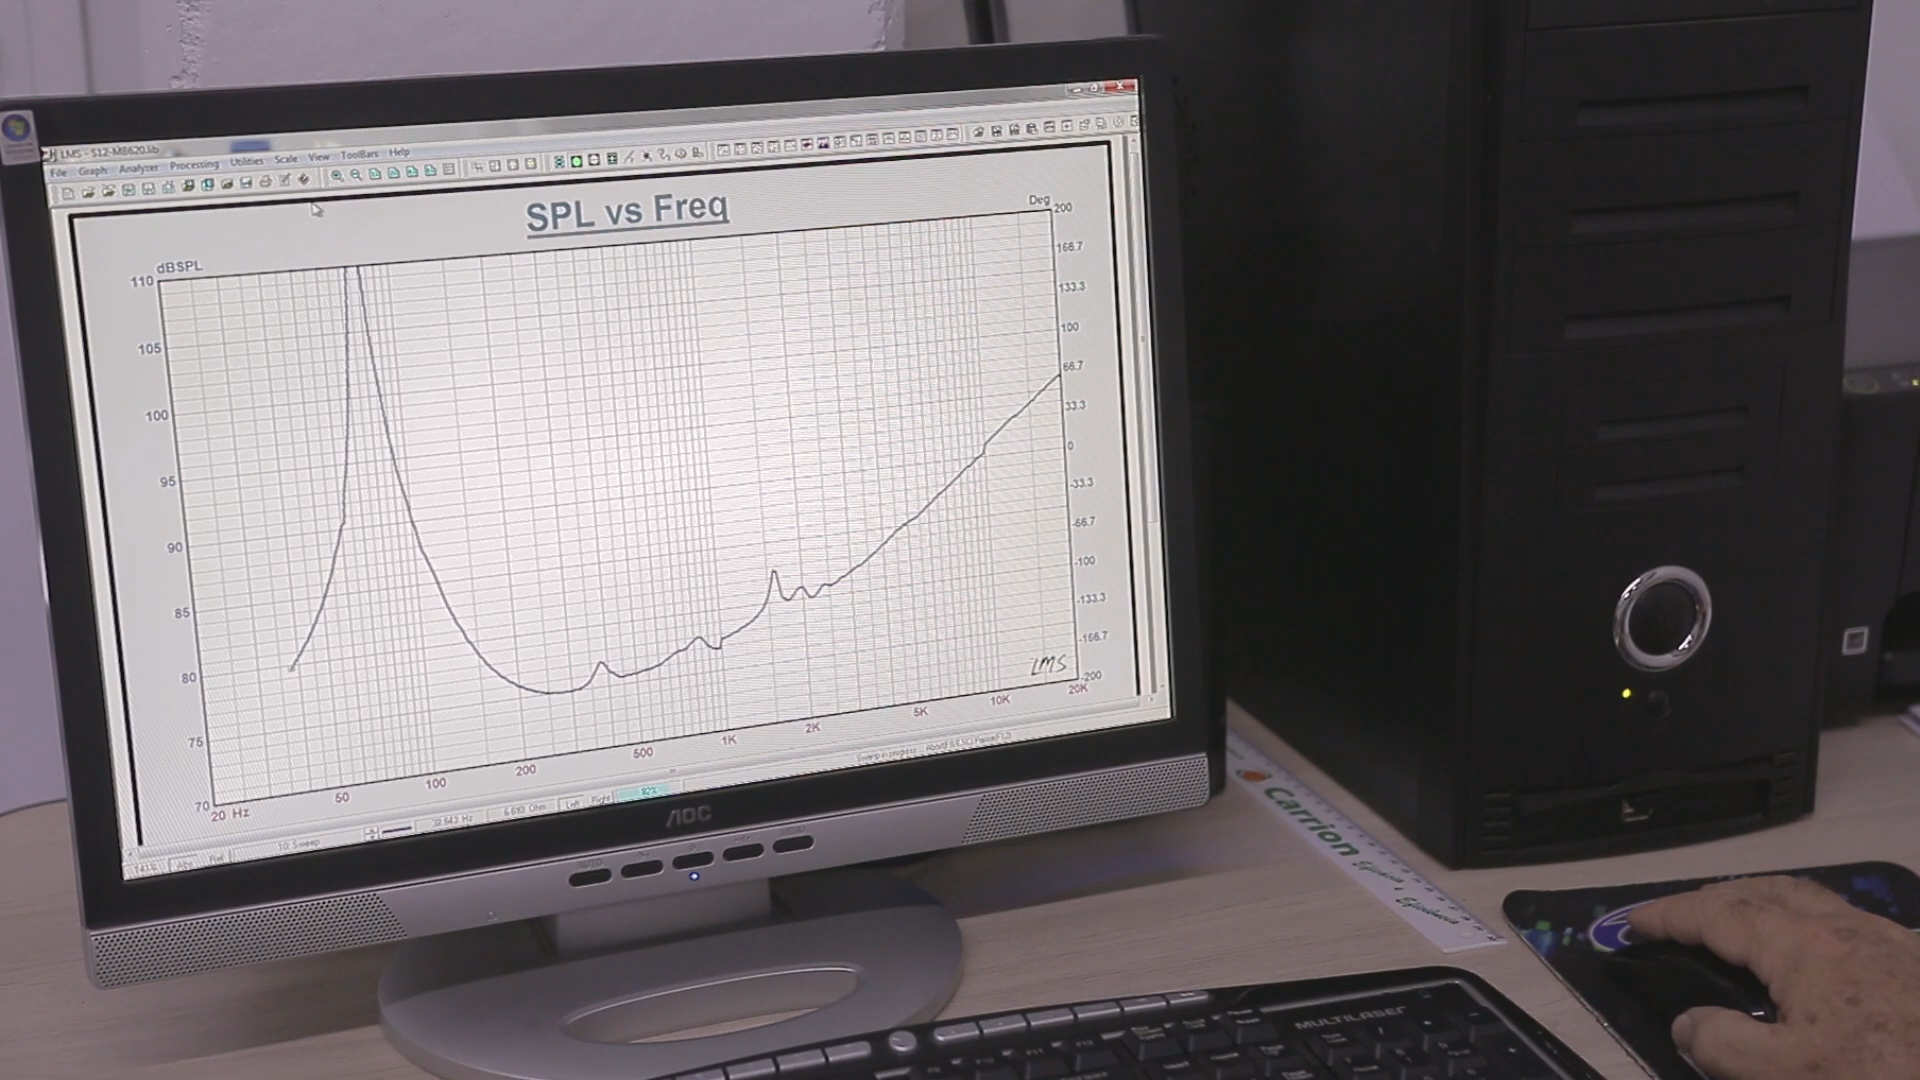 LMS - S12-M8620.lib
File Graph Analyzer Processing Utilities Scale View ToolBars Help
SPL vs Freq
dBSPL
Deg
110
105
100
95
90
85
80
75
70
200
166.7
133.3
100
66.7
33.3
0
-33.3
-66.7
-100
-133.3
-166.7
-200
LMS
20 Hz 50 100 200 500 1K 2K 5K 10K 20K
Left Right 82%
AOC
Carrion
MULTILASER